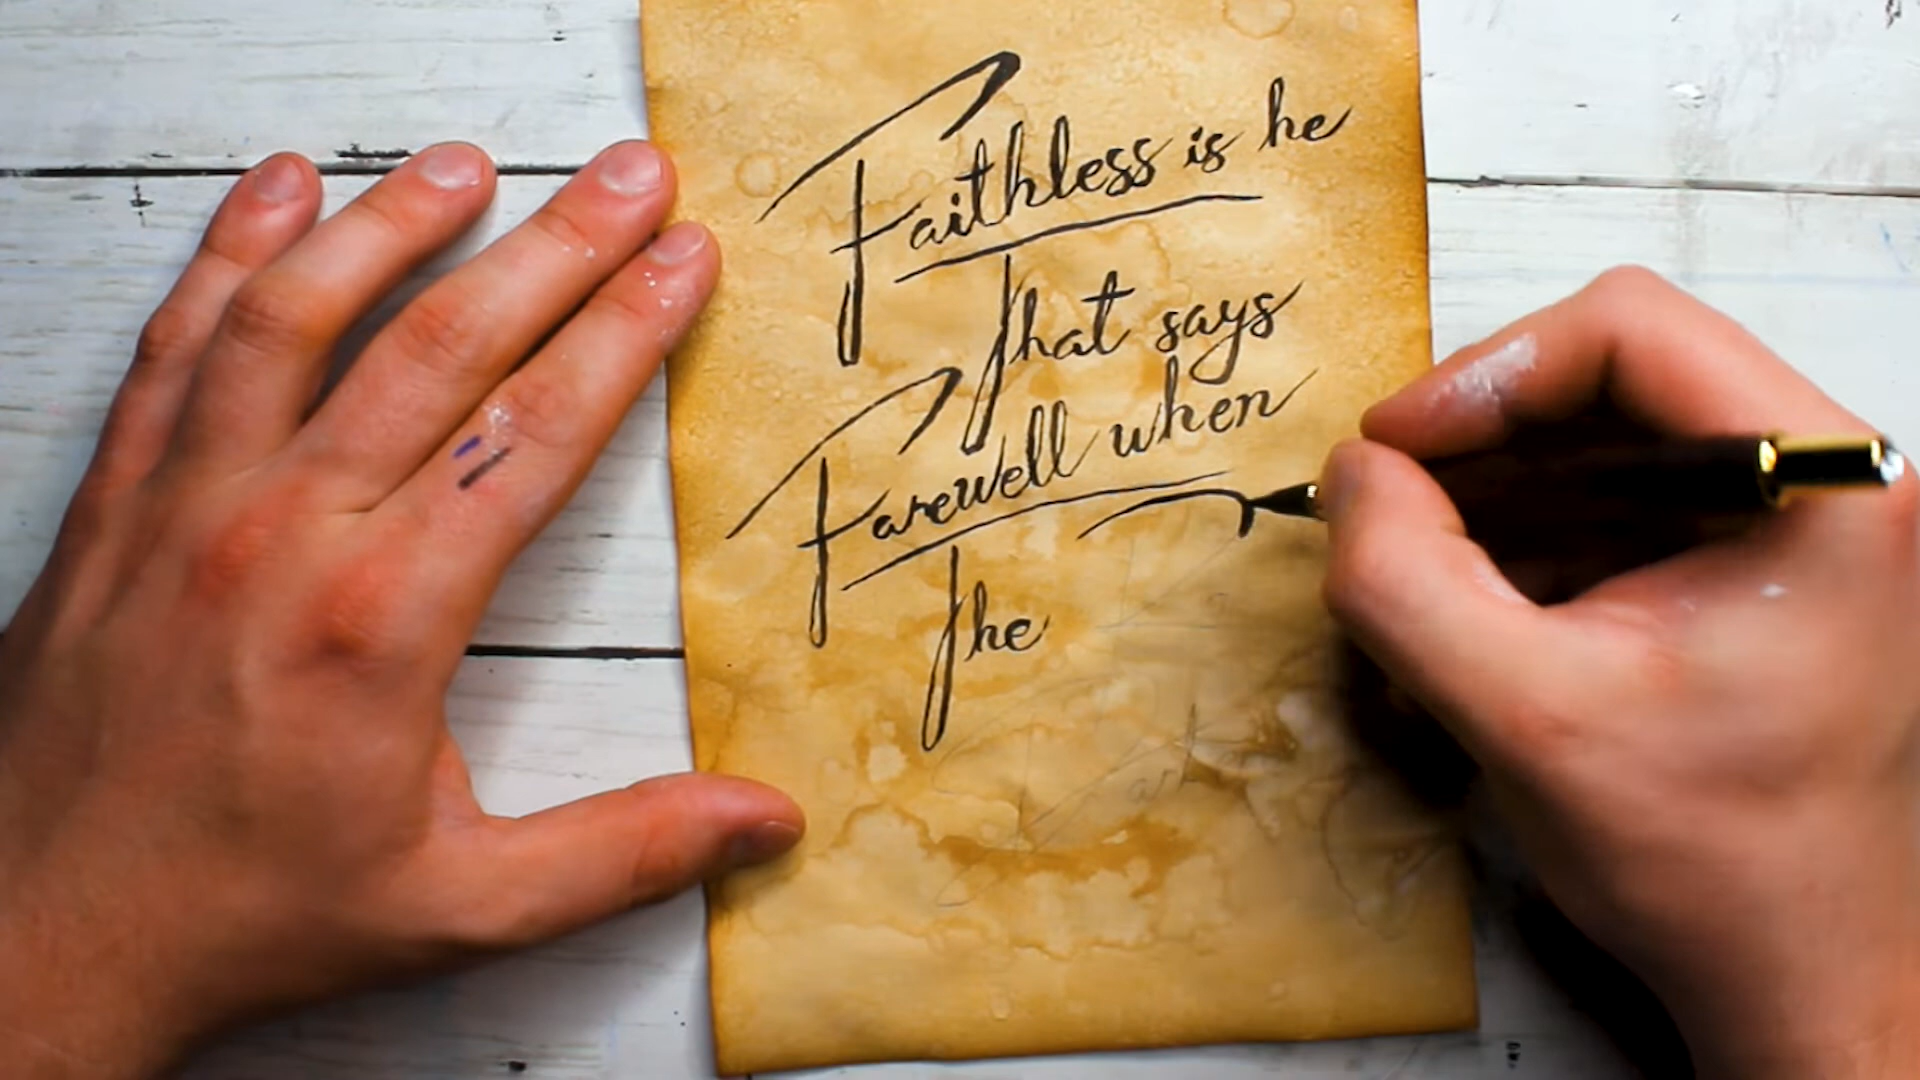 Faithless is he
That says
Farewell when
The